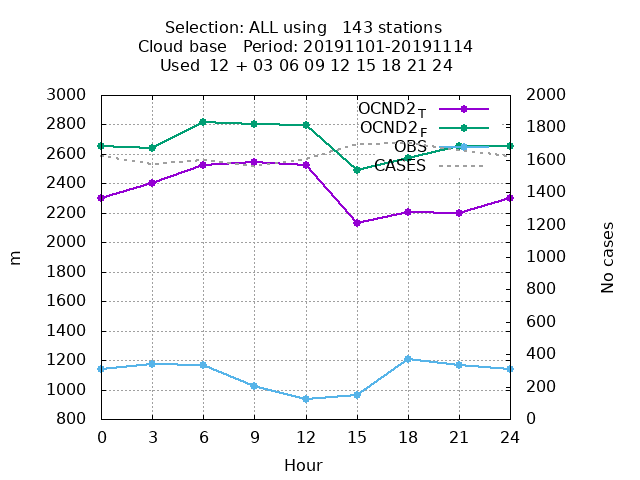 Selection: ALL using   143 stations
Cloud base   Period: 20191101-20191114
Used  12 + 03 06 09 12 15 18 21 24
3000
2800
2600
2400
2200
2000
1800
1600
1400
1200
1000
800
m
OCND2 T
OCND2 F
OBS
CASES
2000
1800
1600
1400
1200
1000
800
600
400
200
0
No cases
0 3 6 9 12 15 18 21 24
Hour